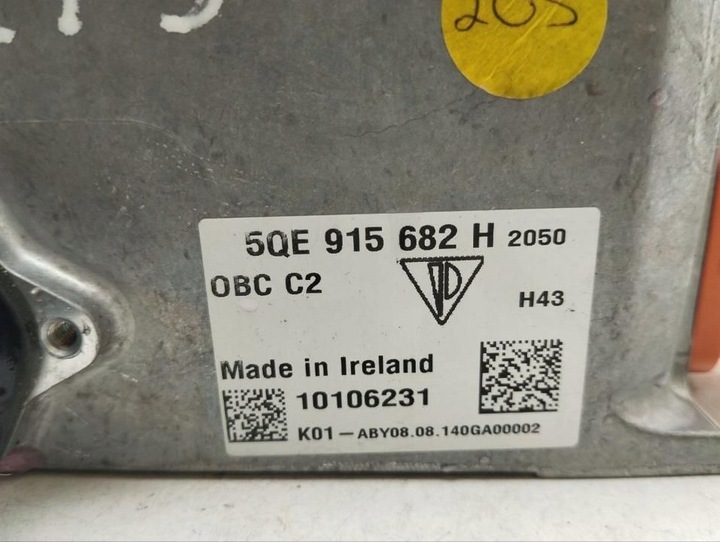 205
5QE 915 682 H 2050
OBC C2
H43
Made in Ireland
10106231
K01-ABY08.08.140GA00002